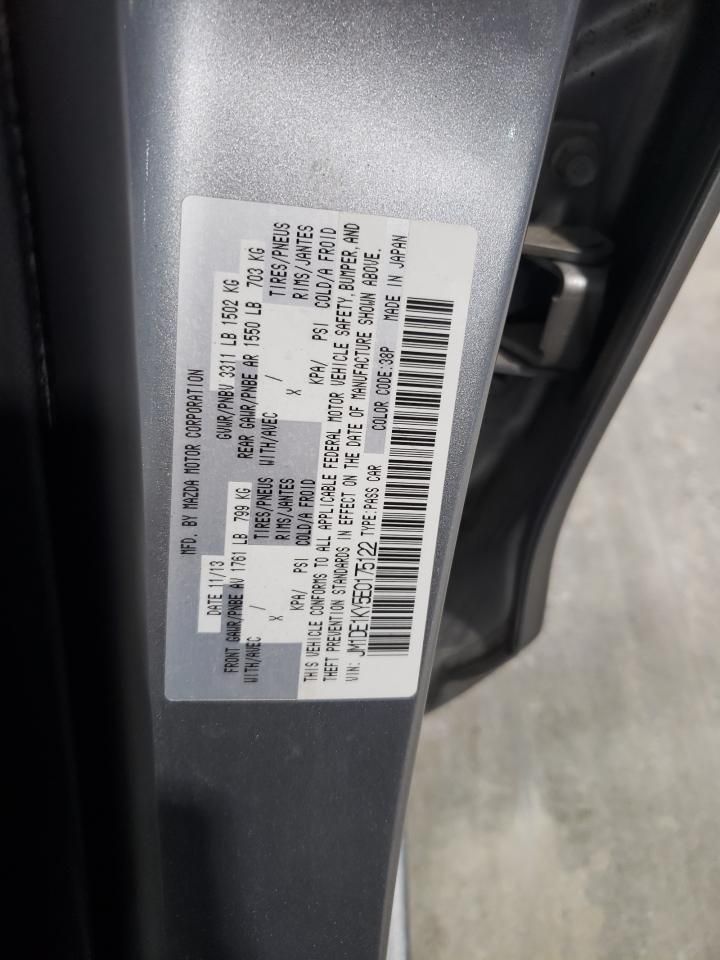 MFD. BY MAZDA MOTOR CORPORATION
DATE 11/13 GVWR/PNBV 3311 LB 1502 KG
FRONT GAWR/PNBE AV 1761 LB 799 KG REAR GAWR/PNBE AR 1550 LB 703 KG
WITH/AVEC TIRES/PNEUS WITH/AVEC TIRES/PNEUS
/ X RIMS/JANTES / X RIMS/JANTES
KPA/ PSI COLD/A FROID KPA/ PSI COLD/A FROID
THIS VEHICLE CONFORMS TO ALL APPLICABLE FEDERAL MOTOR VEHICLE SAFETY, BUMPER, AND
THEFT PREVENTION STANDARDS IN EFFECT ON THE DATE OF MANUFACTURE SHOWN ABOVE.
VIN: JM1DE1KY5E0175122 TYPE:PASS CAR COLOR CODE:38P MADE IN JAPAN